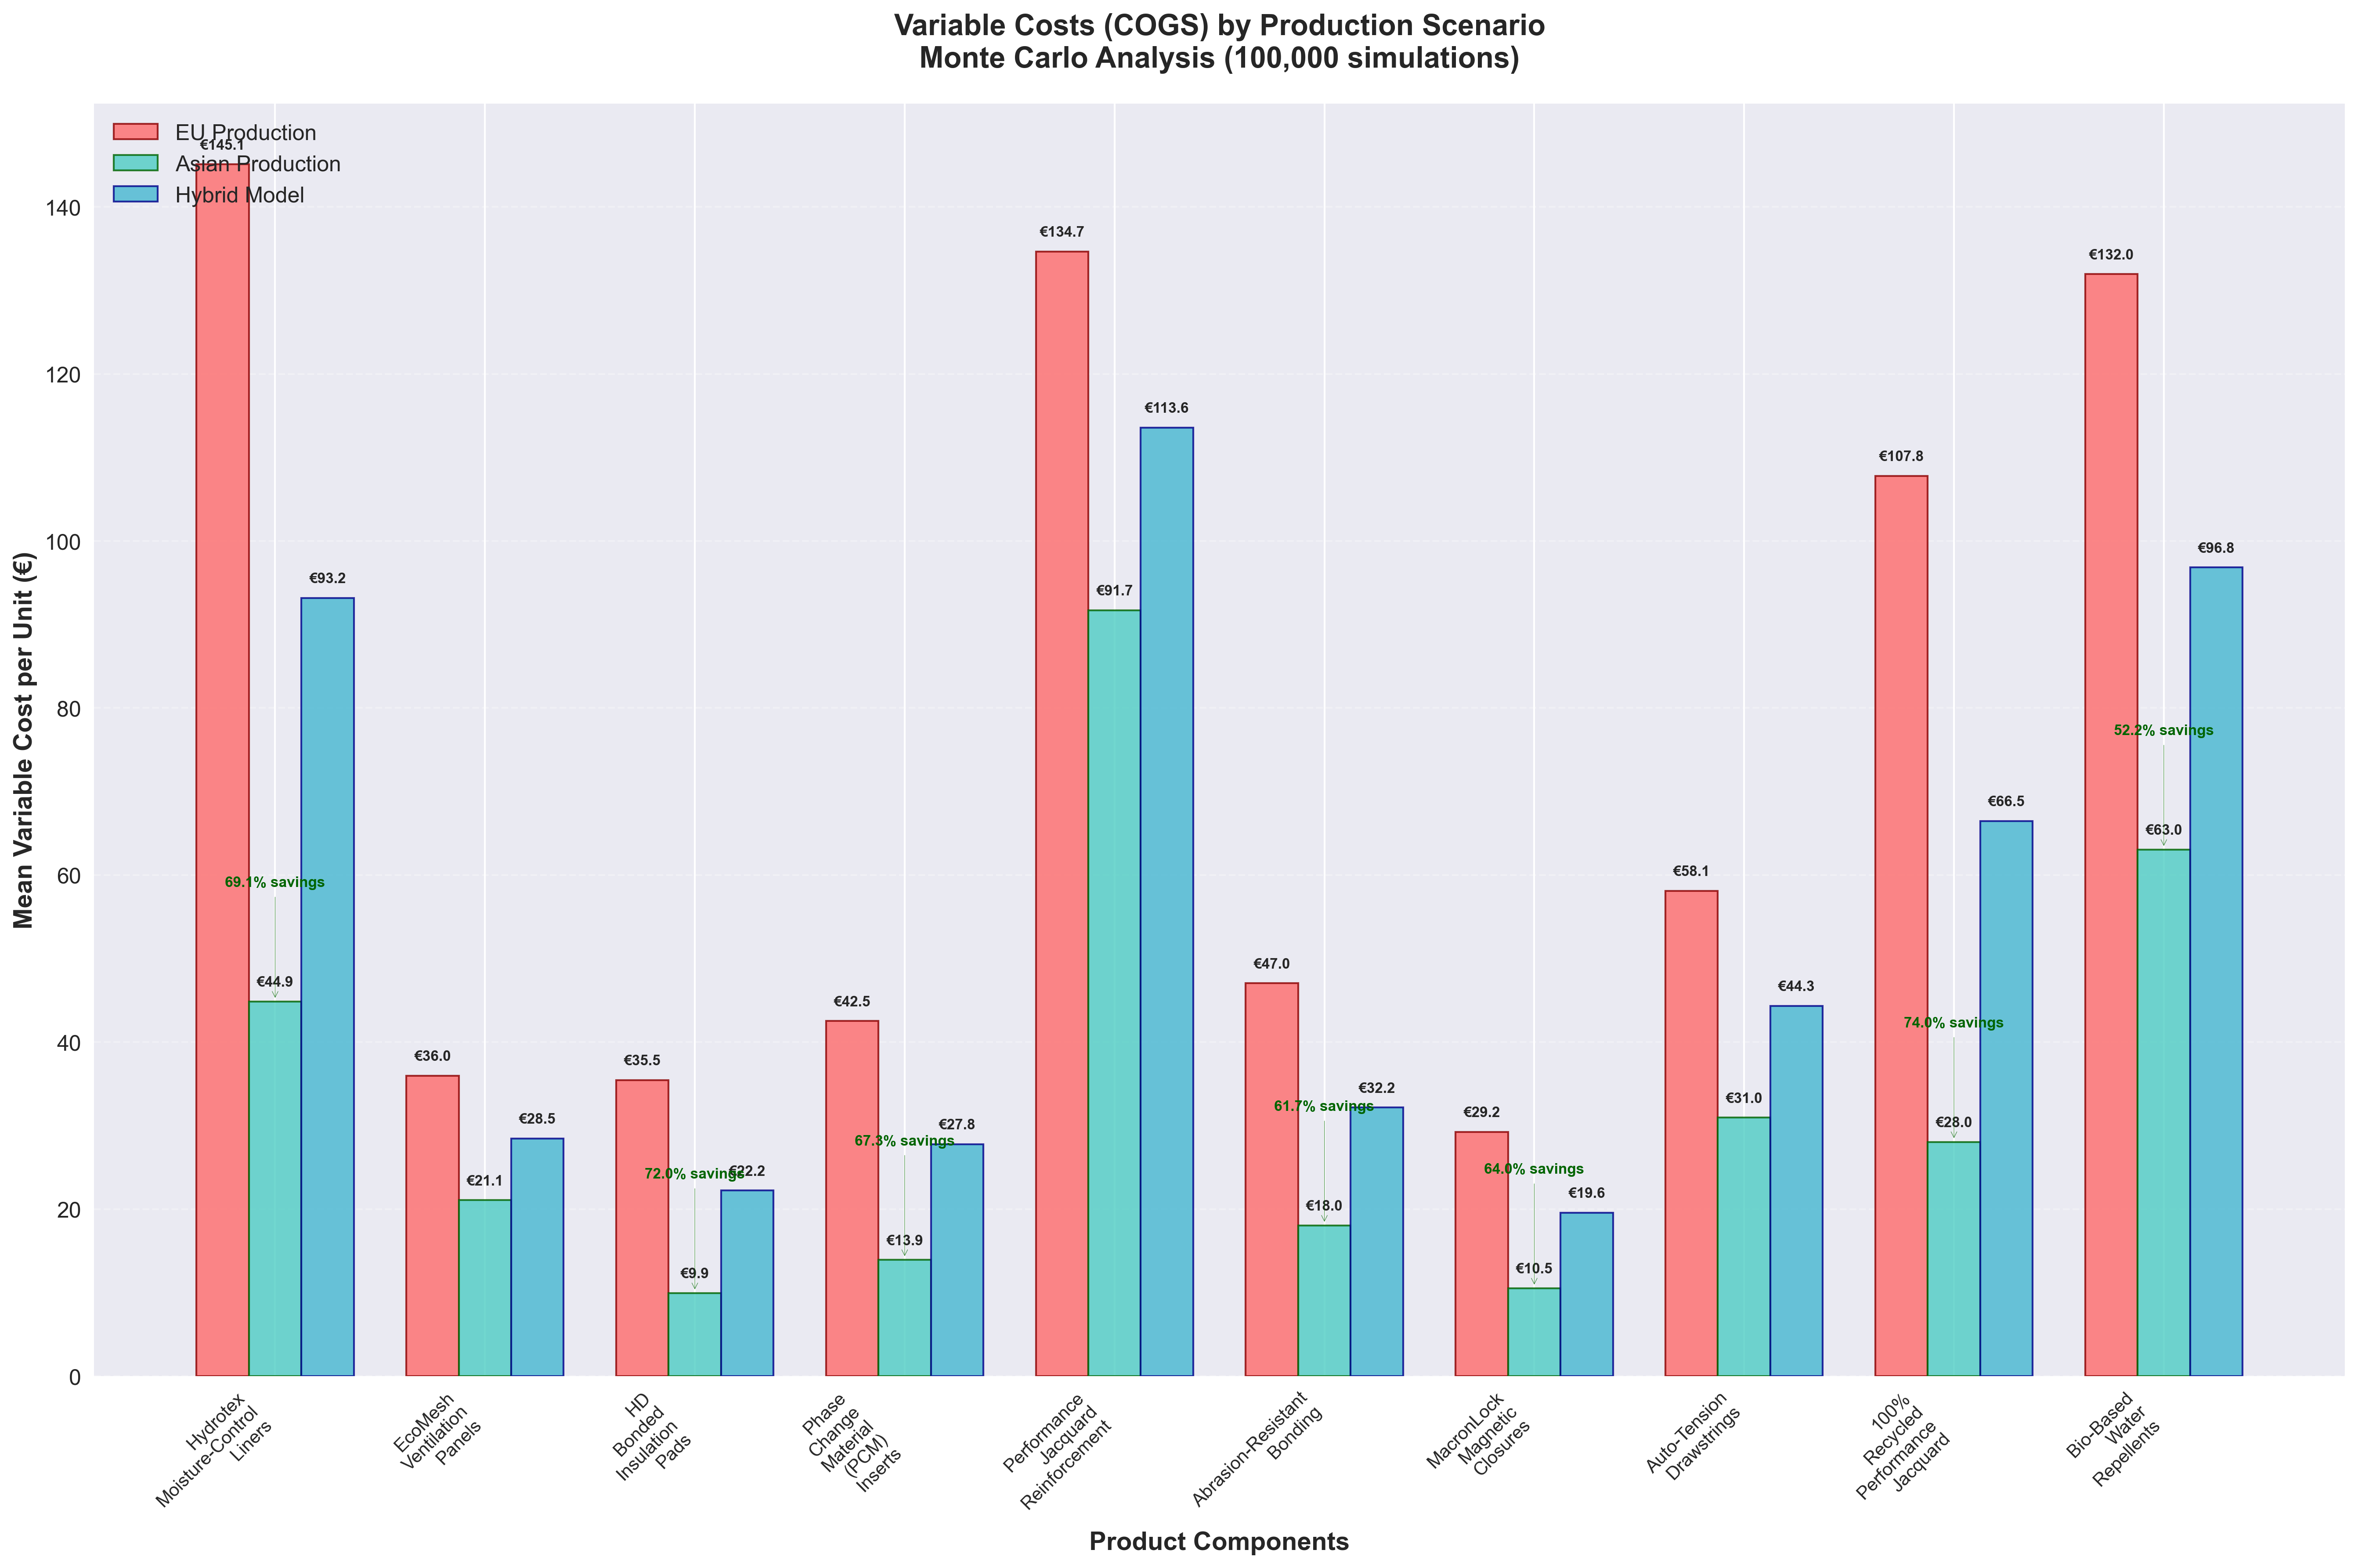 Variable Costs (COGS) by Production Scenario
Monte Carlo Analysis (100,000 simulations)
EU Production
Asian Production
Hybrid Model
Mean Variable Cost per Unit (€)
140
120
100
80
60
40
20
0
€145.1
69.1% savings
€44.9
€93.2
€36.0
€21.1
€28.5
€35.5
72.0% savings
€9.9
€22.2
€42.5
67.3% savings
€13.9
€27.8
€134.7
€91.7
€113.6
€47.0
61.7% savings
€18.0
€32.2
€29.2
64.0% savings
€10.5
€19.6
€58.1
€31.0
€44.3
€107.8
74.0% savings
€28.0
€66.5
€132.0
52.2% savings
€63.0
€96.8
Hydrotex
Moisture-Control
Liners
EcoMesh
Ventilation
Panels
HD
Bonded
Insulation
Pads
Phase
Change
Material
(PCM)
Inserts
Performance
Jacquard
Reinforcement
Abrasion-Resistant
Bonding
MacronLock
Magnetic
Closures
Auto-Tension
Drawstrings
100%
Recycled
Performance
Jacquard
Bio-Based
Water
Repellents
Product Components